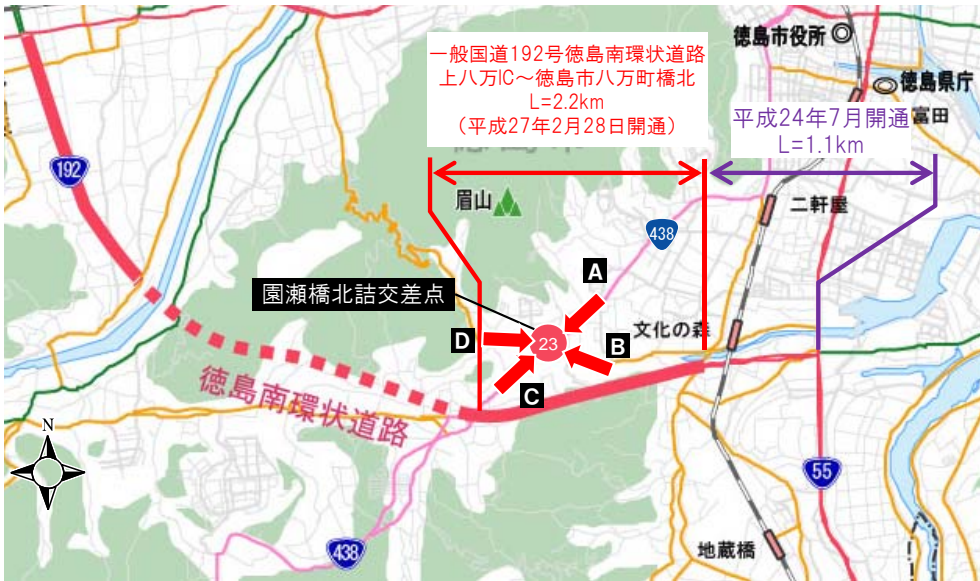 一般国道192号徳島南環状道路
上八万IC～徳島市八万町橋北
L=2.2km
（平成27年2月28日開通）
徳島市役所
徳島県庁
富田
平成24年7月開通
L=1.1km
192
眉山
438
二軒屋
A
園瀬橋北詰交差点
文化の森
D
23
B
C
徳島南環状道路
N
55
438
地蔵橋